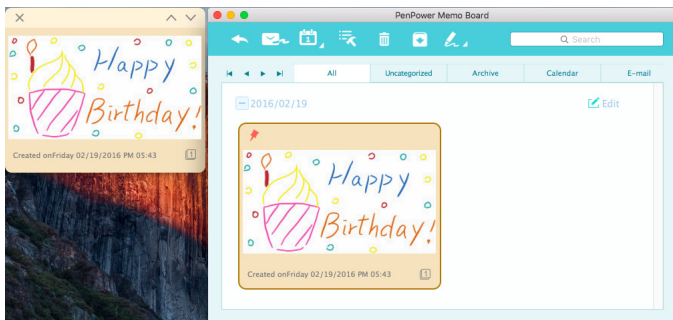 Happy
Birthday!
Created onFriday 02/19/2016 PM 05:43
1
PenPower Memo Board
1
Search
All
Uncategorized
Archive
Calendar
E-mail
2016/02/19
Edit
Happy
Birthday!
Created onFriday 02/19/2016 PM 05:43
1